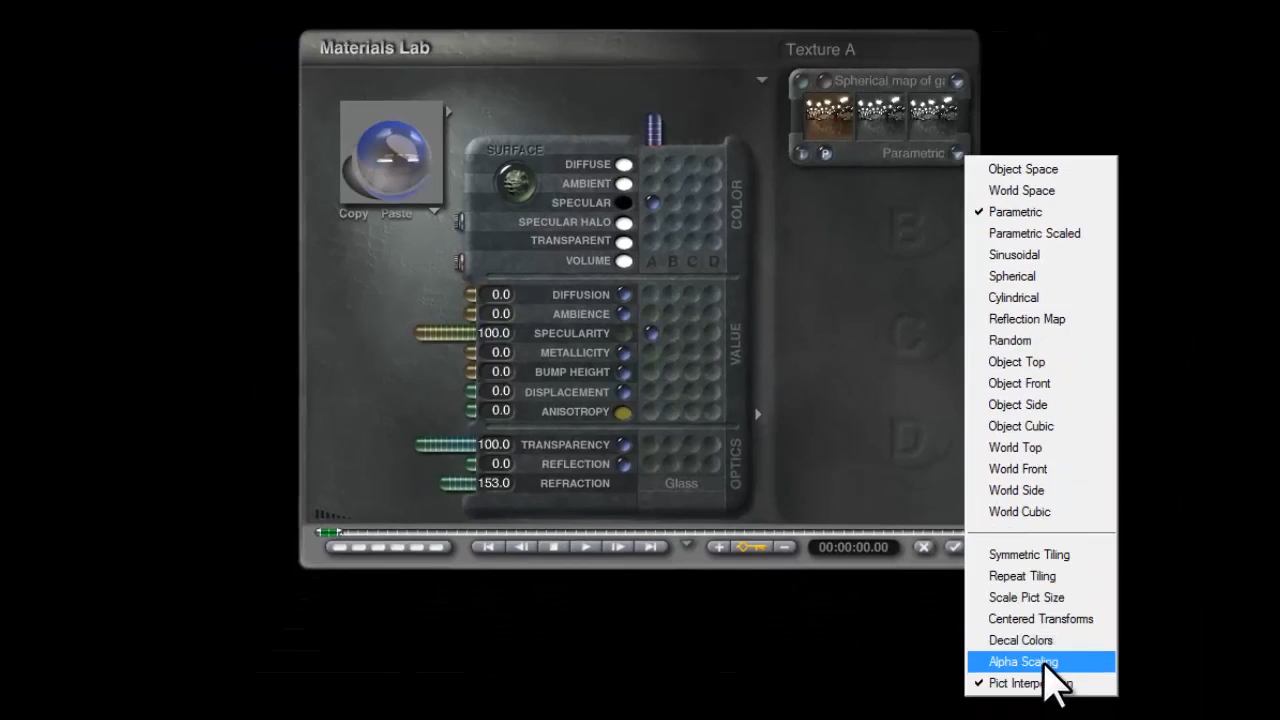 Materials Lab
Texture A
Spherical map of ga
Parametric
Copy Paste
SURFACE
DIFFUSE
AMBIENT
SPECULAR
SPECULAR HALO
TRANSPARENT
VOLUME
A B C D
COLOR
0.0 DIFFUSION
0.0 AMBIENCE
100.0 SPECULARITY
0.0 METALLICITY
0.0 BUMP HEIGHT
0.0 DISPLACEMENT
0.0 ANISOTROPY
VALUE
100.0 TRANSPARENCY
0.0 REFLECTION
153.0 REFRACTION
Glass
OPTICS
B
C
D
00:00:00.00
Object Space
World Space
Parametric
Parametric Scaled
Sinusoidal
Spherical
Cylindrical
Reflection Map
Random
Object Top
Object Front
Object Side
Object Cubic
World Top
World Front
World Side
World Cubic
Symmetric Tiling
Repeat Tiling
Scale Pict Size
Centered Transforms
Decal Colors
Alpha Scaling
Pict